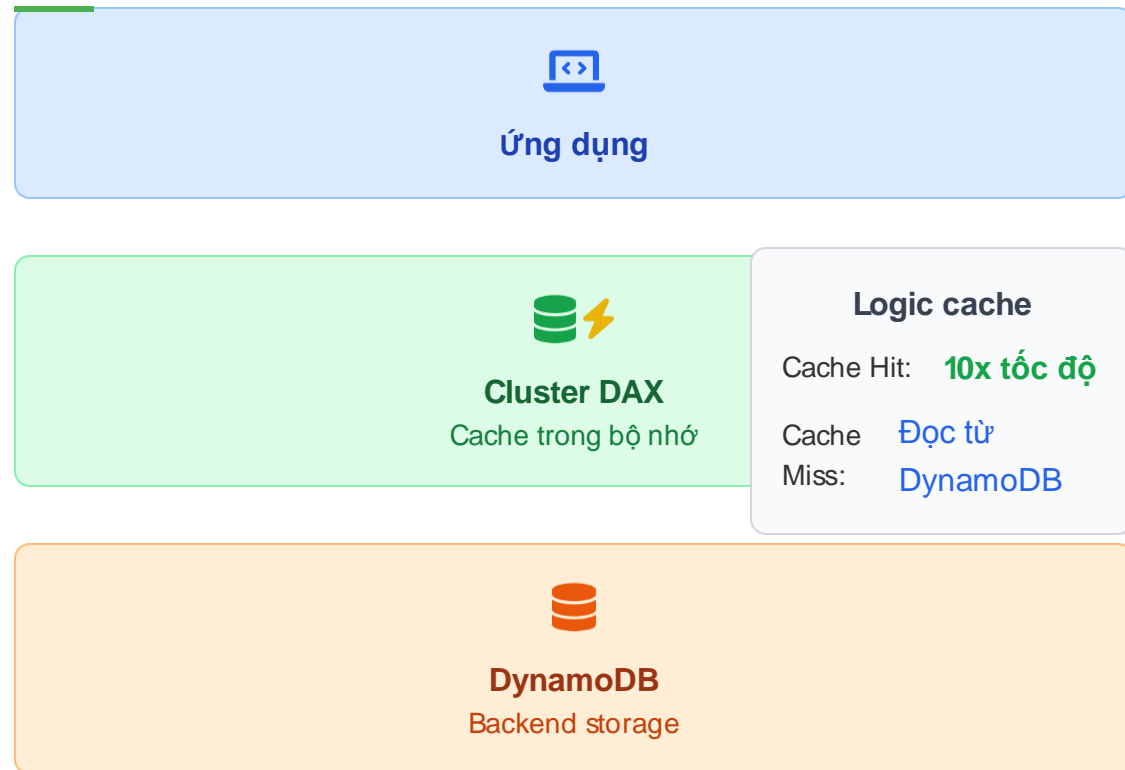 Ứng dụng
Cluster DAX
Cache trong bộ nhớ
Logic cache
Cache Hit: 10x tốc độ
Cache Miss: Đọc từ DynamoDB
DynamoDB
Backend storage